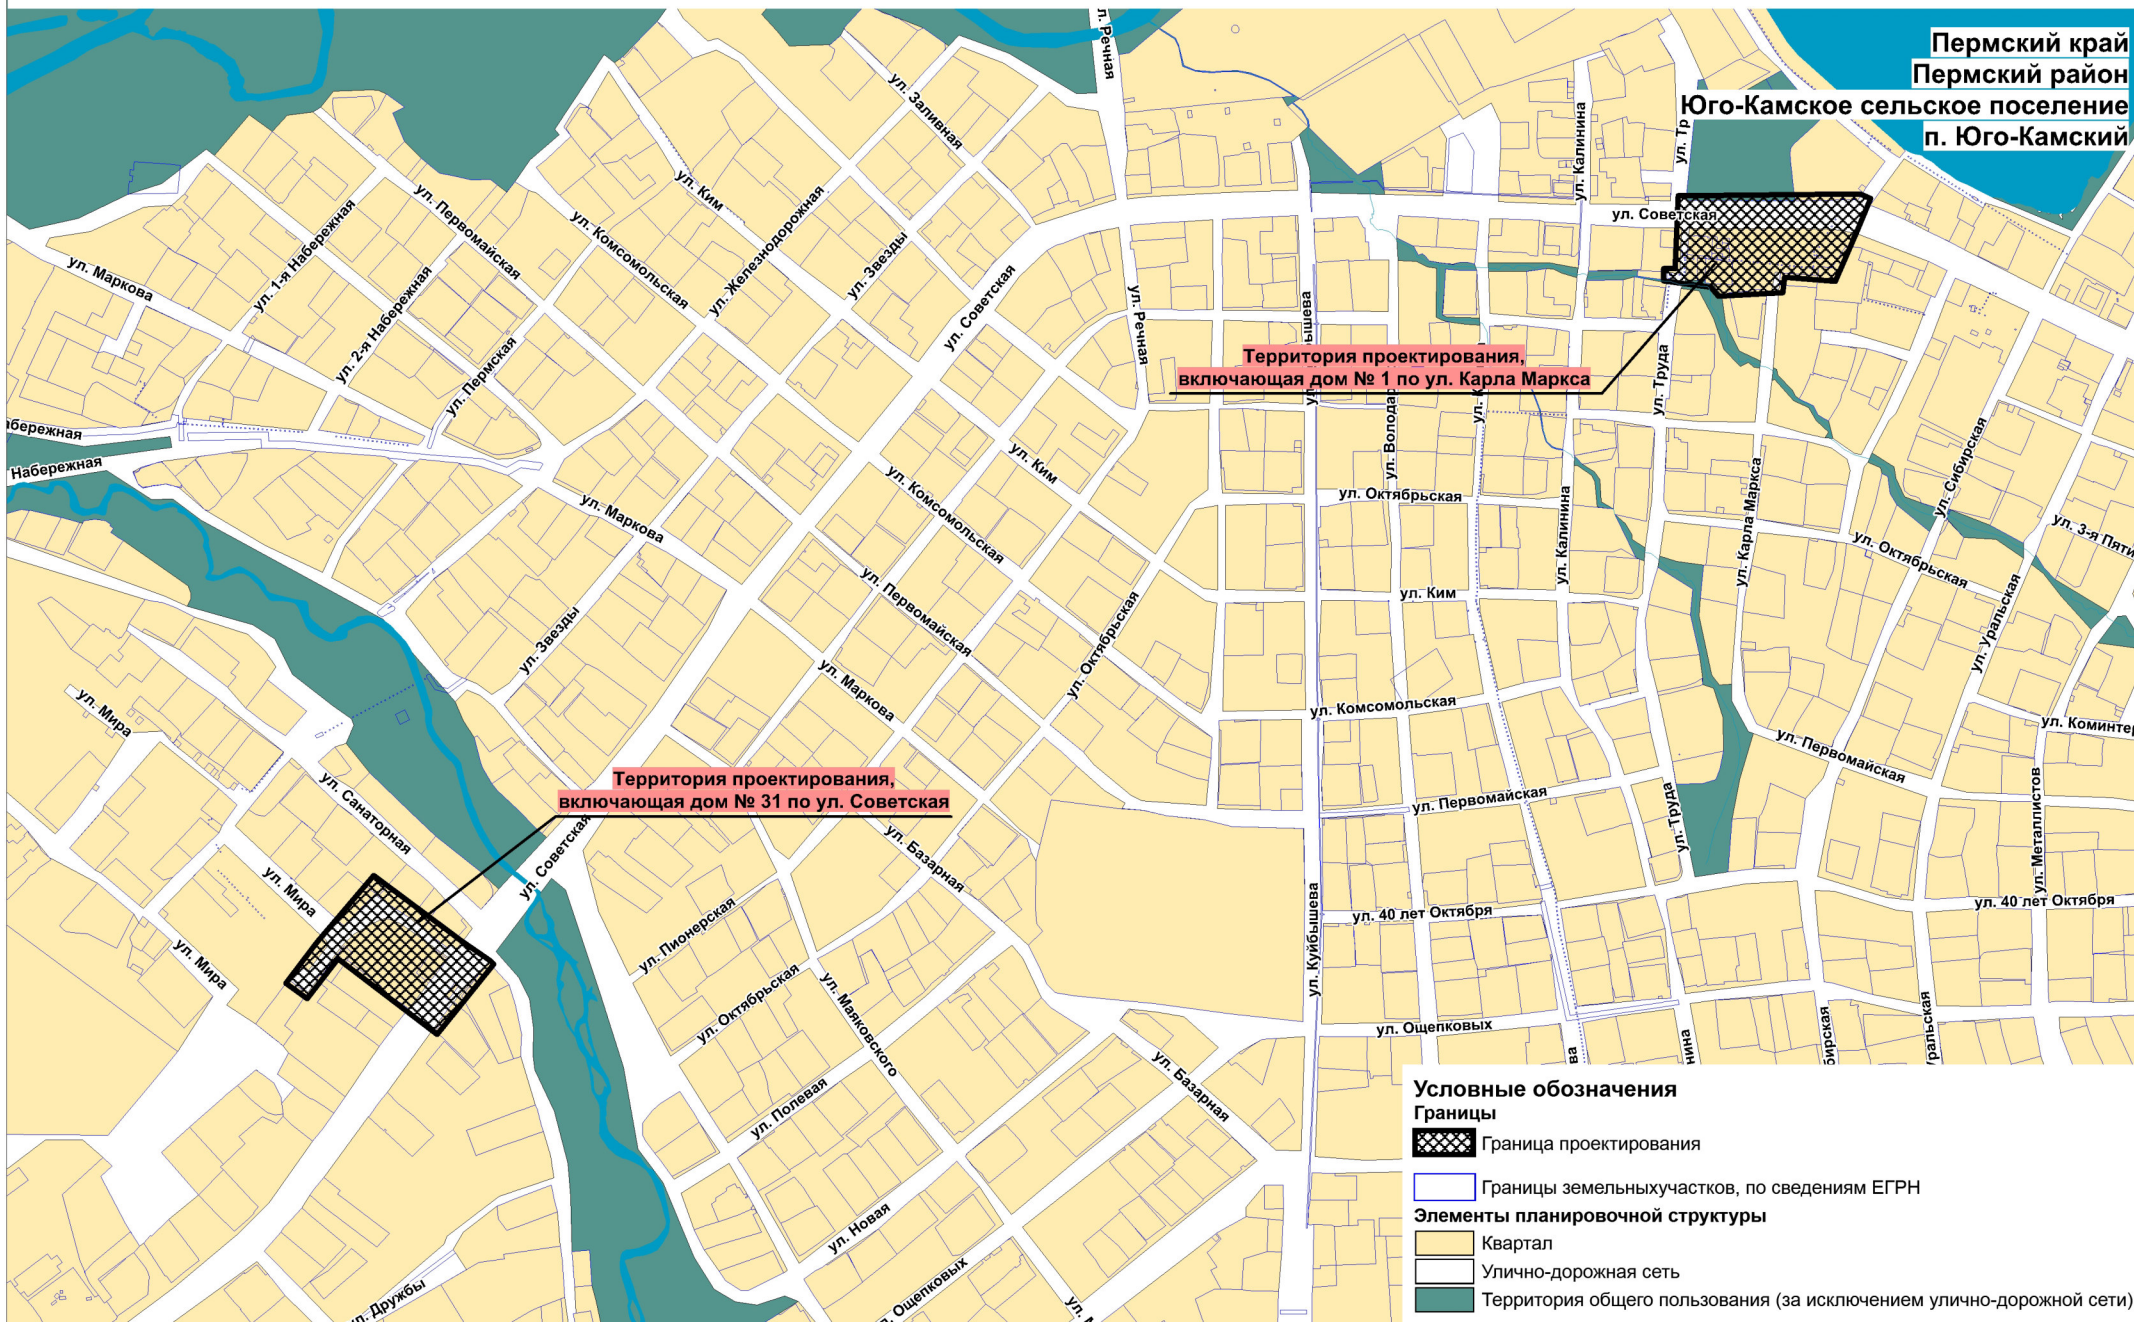 Пермский край
Пермский район
Юго-Камское сельское поселение
п. Юго-Камский
ул. Заливная
ул. Калинина
ул. Ким
ул. Первомайская
ул. Комсомольская
ул. Железнодорожная
ул. Звезды
ул. 1-я Набережная
ул. Советская
ул. Маркова
ул. 2-я Набережная
ул. Советская
ул. Речная
ул. Пермская
Территория проектирования,
включающая дом № 1 по ул. Карла Маркса
ул. Труда
Набережная
ул. Ким
ул. Комсомольская
ул. Маркова
ул. Октябрьская
ул. Калинина
ул. Карла Маркса
ул. Сибирская
ул. Октябрьская
ул. Первомайская
ул. Ким
ул. Звезды
ул. Октябрьская
ул. Уральская
ул. Маркова
ул. Мира
ул. Комсомольская
ул. Первомайская
Территория проектирования,
включающая дом № 31 по ул. Советская
ул. Санаторная
ул. Первомайская
ул. Труда
ул. Металлистов
ул. Советская
ул. Базарная
ул. Мира
ул. 40 лет Октября
ул. 40 лет Октября
ул. Пионерская
ул. Куйбышева
ул. Мира
ул. Октябрьская
ул. Маяковского
ул. Ощепковых
ул. Полевая
ул. Базарная
ул. Новая
ул. Дружбы
Условные обозначения
Границы
Граница проектирования
Границы земельныхучастков, по сведениям ЕГРН
Элементы планировочной структуры
Квартал
Улично-дорожная сеть
Территория общего пользования (за исключением улично-дорожной сети)